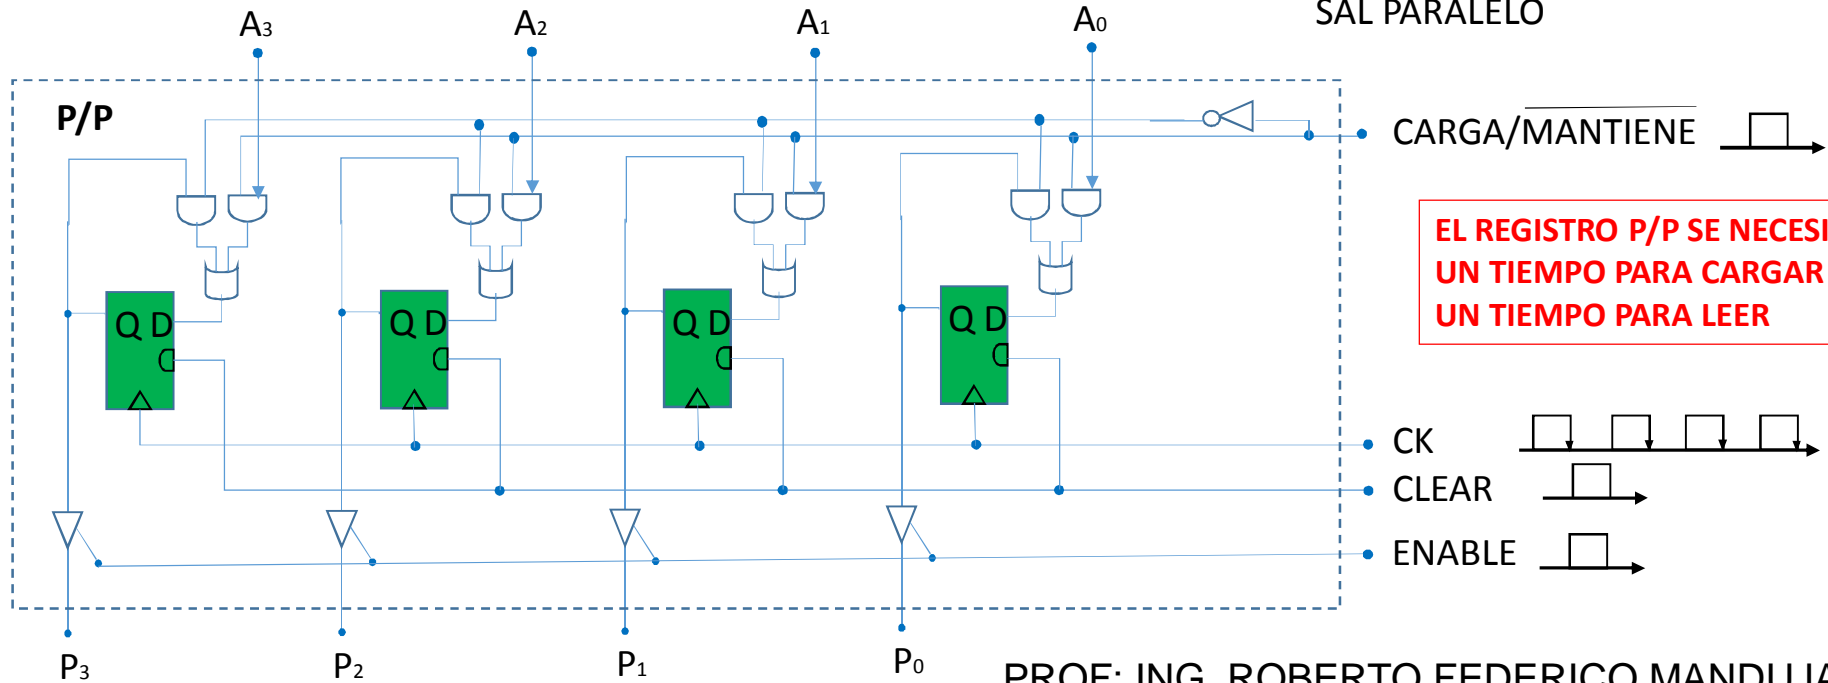 SAL PARALELO
A3
A2
A1
A0
P/P
CARGA/MANTIENE
EL REGISTRO P/P SE NECESI
UN TIEMPO PARA CARGAR
UN TIEMPO PARA LEER
Q D
Q D
Q D
Q D
CK
CLEAR
ENABLE
P3
P2
P1
P0
PROF: ING. ROBERTO FEDERICO MANDUJA